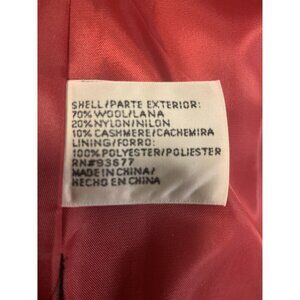 SHELL/PARTE EXTERIOR:
70% WOOL/LANA
20% NYLON/NILON
10% CASHMERE/CACHEMIRA
LINING/FORRO:
100% POLYESTER/POLIESTER
RN#93677
MADE IN CHINA/
HECHO EN CHINA